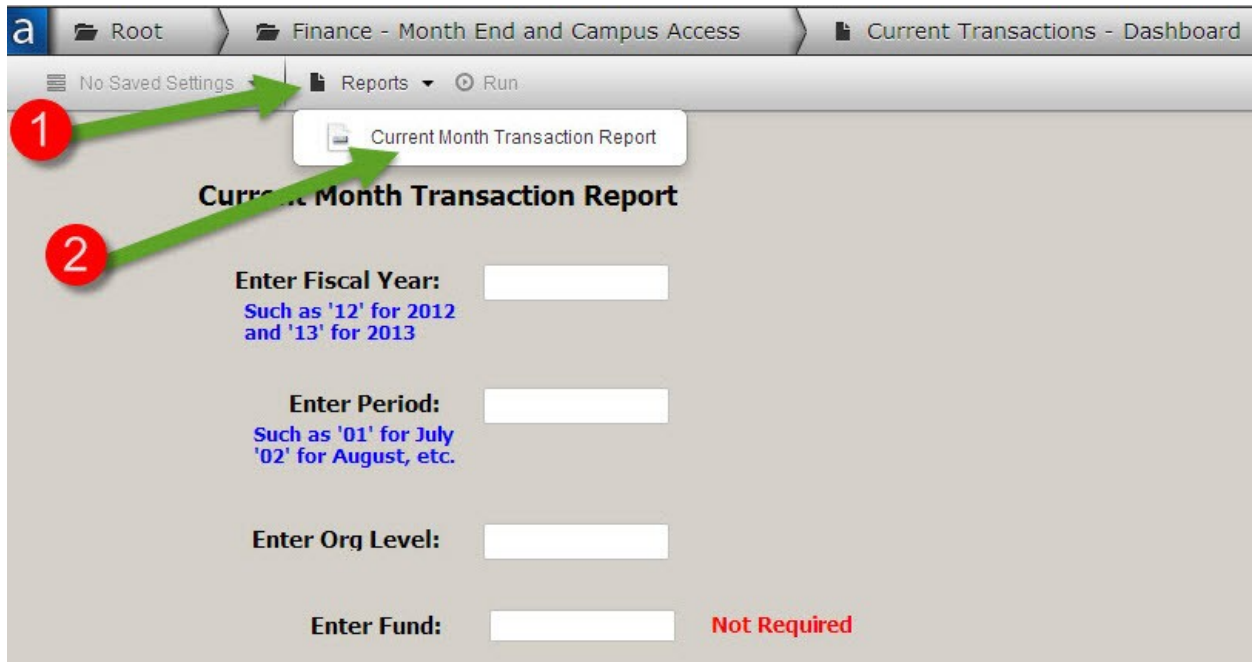 a Root Finance - Month End and Campus Access Current Transactions - Dashboard
No Saved Settings Reports Run
1
Current Month Transaction Report
Current Month Transaction Report
2
Enter Fiscal Year:
Such as '12' for 2012
and '13' for 2013
Enter Period:
Such as '01' for July
'02' for August, etc.
Enter Org Level:
Enter Fund: Not Required